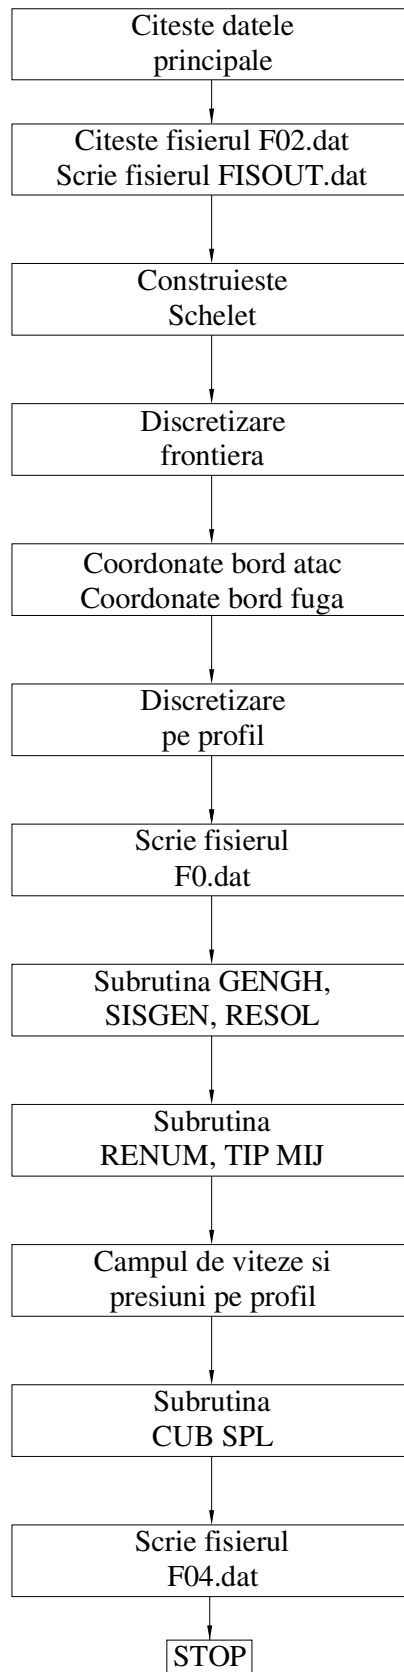 Citeste datele
principale
Citeste fisierul F02.dat
Scrie fisierul FISOUT.dat
Construieste
Schelet
Discretizare
frontiera
Coordonate bord atac
Coordonate bord fuga
Discretizare
pe profil
Scrie fisierul
F0.dat
Subrutina GENGH,
SISGEN, RESOL
Subrutina
RENUM, TIP MIJ
Campul de viteze si
presiuni pe profil
Subrutina
CUB SPL
Scrie fisierul
F04.dat
STOP